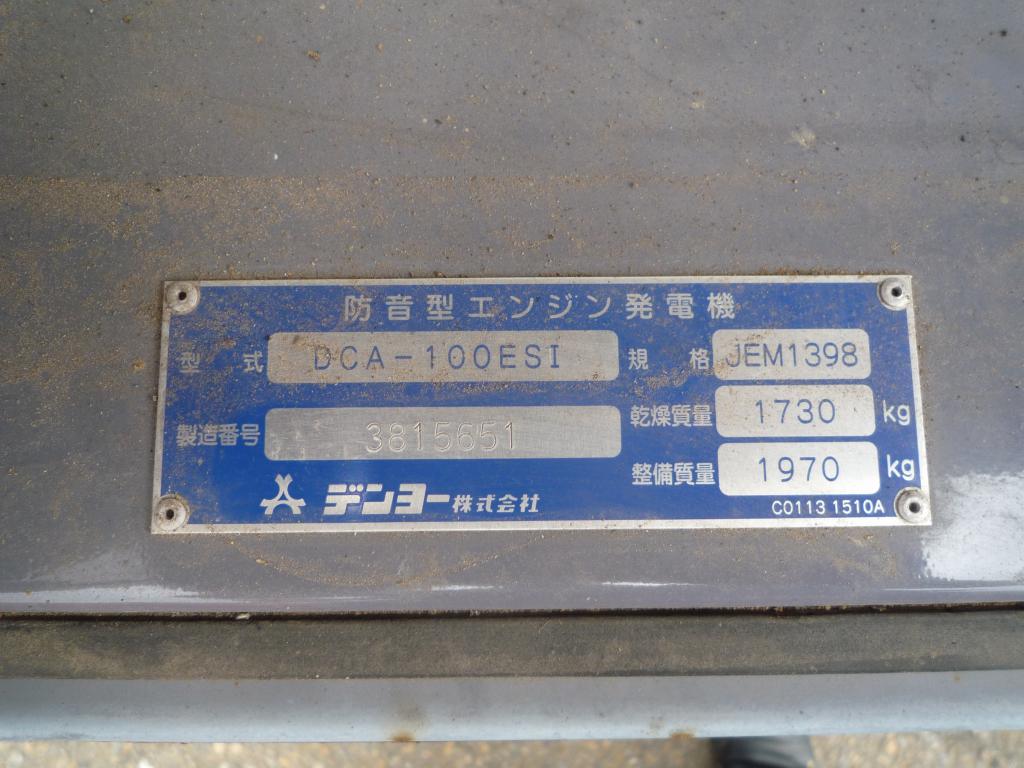 防音型エンジン発電機
型式 DCA-100ESI 規格 JEM1398
製造番号 3815651 乾燥質量 1730 kg
整備質量 1970 kg
デンヨー株式会社 C0113 1510A